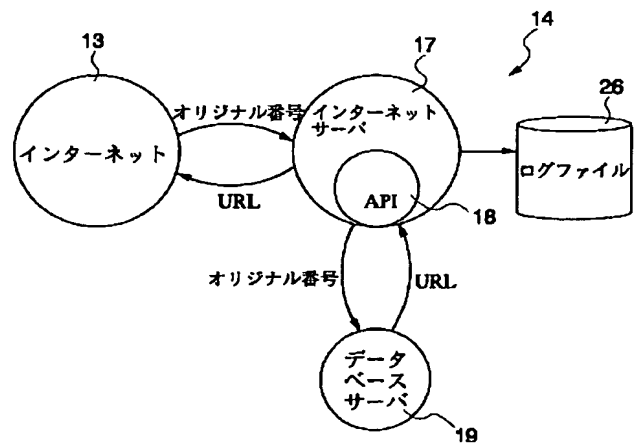 13
17
14
26
オリジナル番号
インターネット
サーバ
インターネット
ログファイル
URL
API
18
オリジナル番号
URL
データ
ベース
サーバ
19